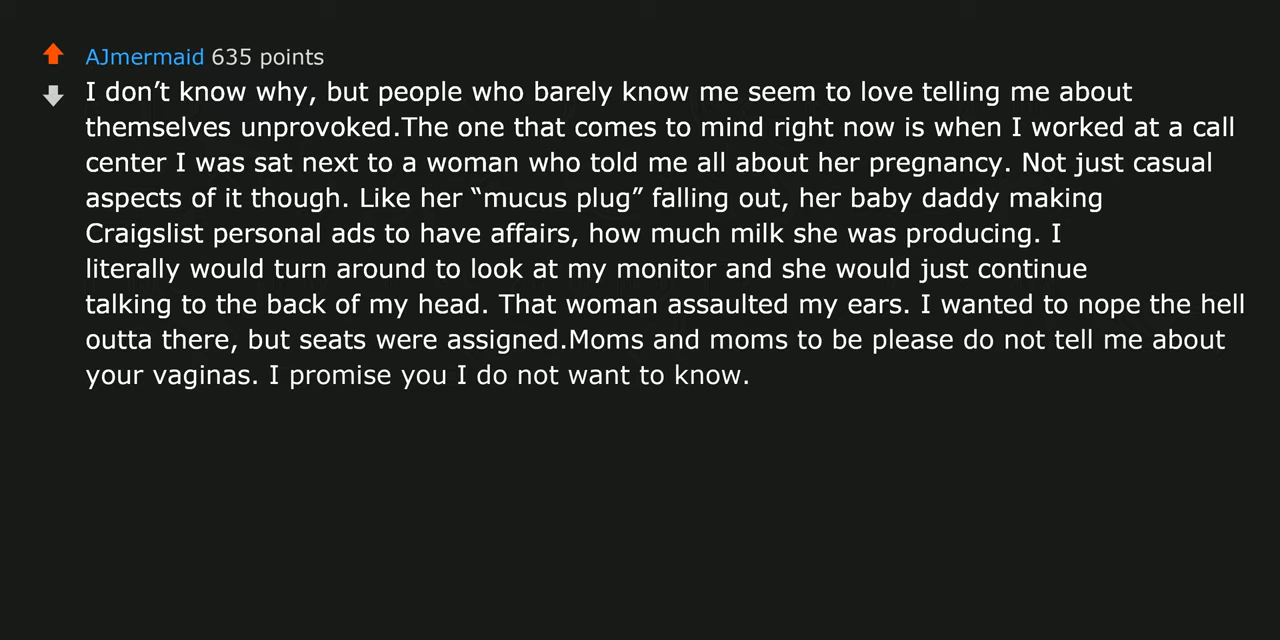 AJmermaid 635 points
I don’t know why, but people who barely know me seem to love telling me about
themselves unprovoked.The one that comes to mind right now is when I worked at a call
center I was sat next to a woman who told me all about her pregnancy. Not just casual
aspects of it though. Like her “mucus plug” falling out, her baby daddy making
Craigslist personal ads to have affairs, how much milk she was producing. I
literally would turn around to look at my monitor and she would just continue
talking to the back of my head. That woman assaulted my ears. I wanted to nope the hell
outta there, but seats were assigned.Moms and moms to be please do not tell me about
your vaginas. I promise you I do not want to know.